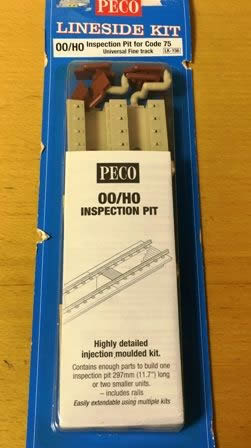 PECO
LINESIDE KIT
OO/HO Inspection Pit for Code 75
Universal Fine track LK-156
PECO
OO/HO
INSPECTION PIT
Highly detailed
injection moulded kit.
Contains enough parts to build one
inspection pit 297mm (11.7") long
or two smaller units.
– includes rails
Easily extendable using multiple kits